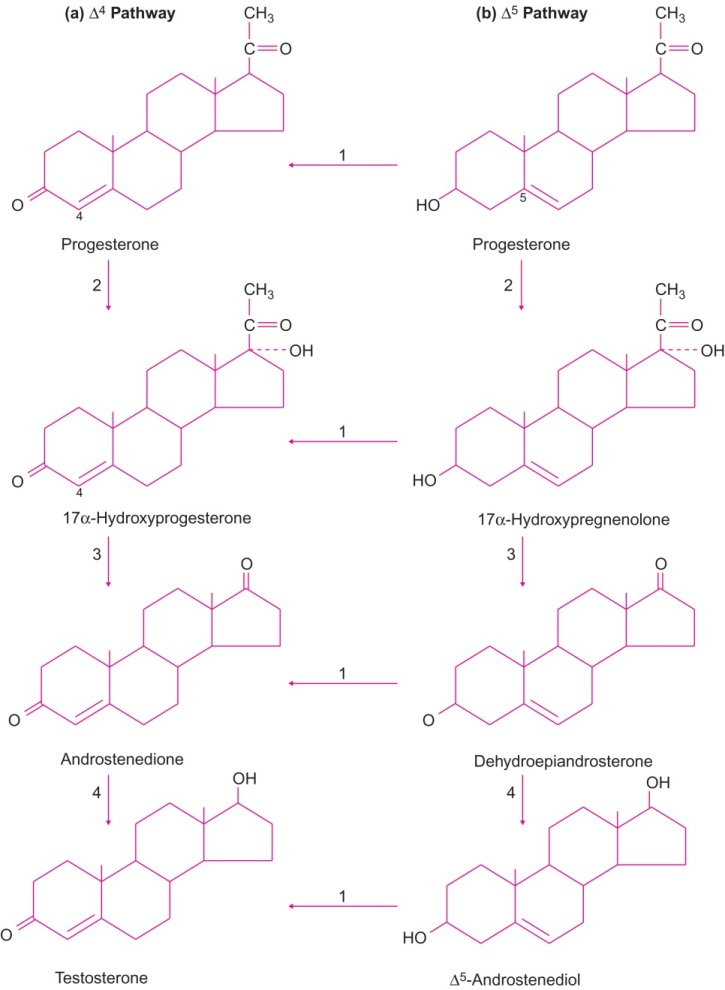 (a) Δ⁴ Pathway
(b) Δ⁵ Pathway
CH₃
C=O
CH₃
C=O
1
O
4
HO
5
Progesterone
Progesterone
2
2
CH₃
C=O
OH
CH₃
C=O
OH
1
O
4
HO
17α-Hydroxyprogesterone
17α-Hydroxypregnenolone
3
3
O
O
1
O
O
Androstenedione
Dehydroepiandrosterone
4
4
OH
OH
1
O
HO
Testosterone
Δ⁵-Androstenediol